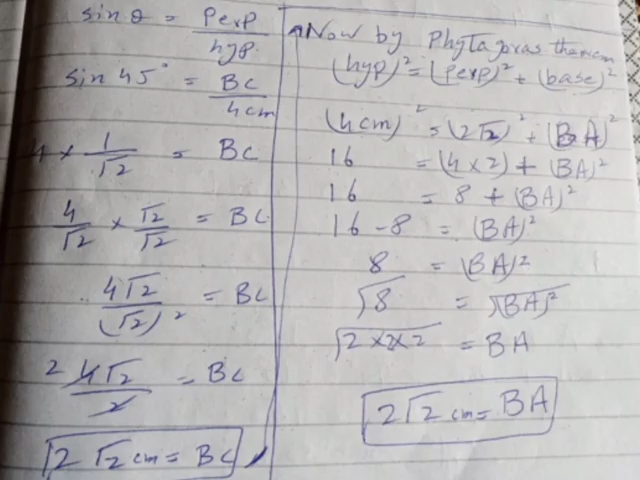 sin θ = Perp/hyp.
sin 45° = BC/4cm
4 × 1/√2 = BC
4/√2 × √2/√2 = BC
4√2/(√2)² = BC
2 4√2/2 = BC
2√2 cm = BC
Now by Phytagoras theorem
(hyp)² = (perp)² + (base)²
(4cm)² = (2√2)² + (BA)²
16 = (4×2) + (BA)²
16 = 8 + (BA)²
16 - 8 = (BA)²
8 = (BA)²
√8 = √(BA)²
√2×2×2 = BA
2√2 cm = BA